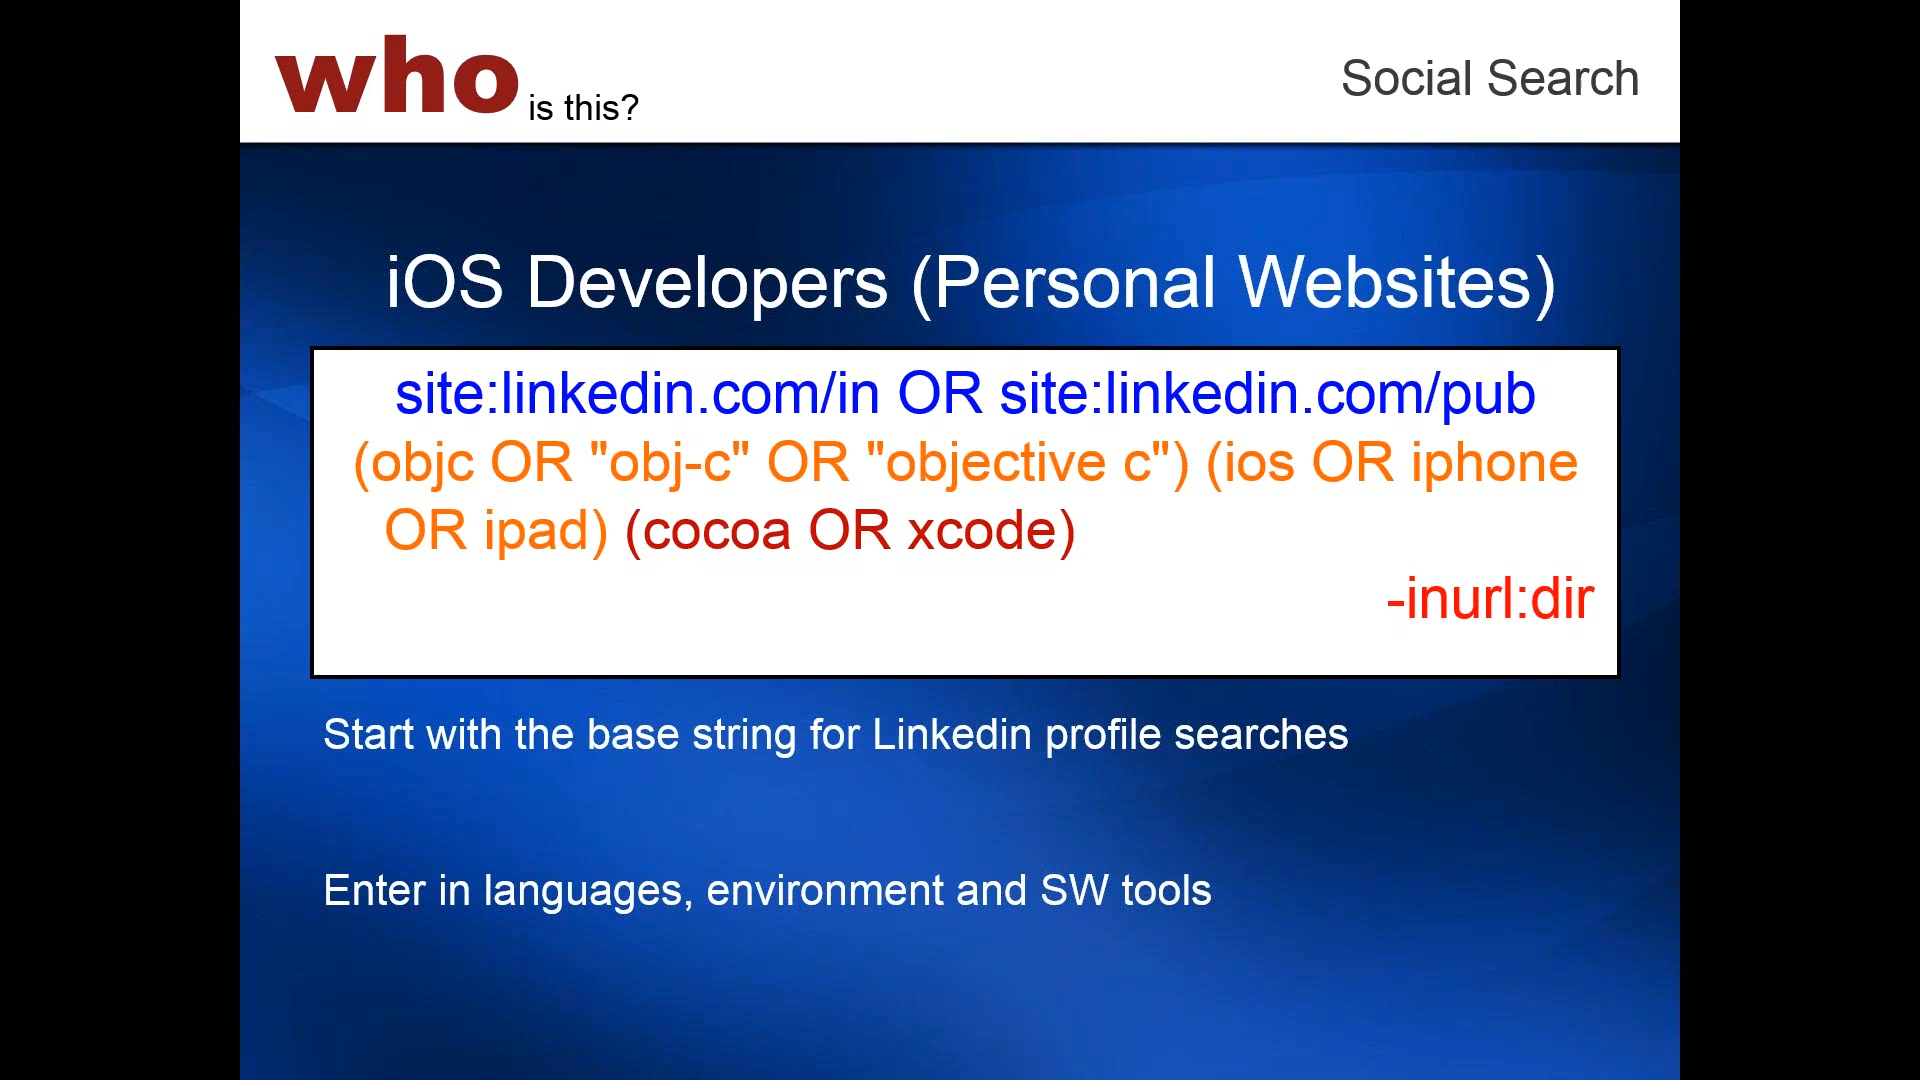 who is this?
Social Search
iOS Developers (Personal Websites)
site:linkedin.com/in OR site:linkedin.com/pub
(objc OR "obj-c" OR "objective c") (ios OR iphone
OR ipad) (cocoa OR xcode)
-inurl:dir
Start with the base string for Linkedin profile searches
Enter in languages, environment and SW tools